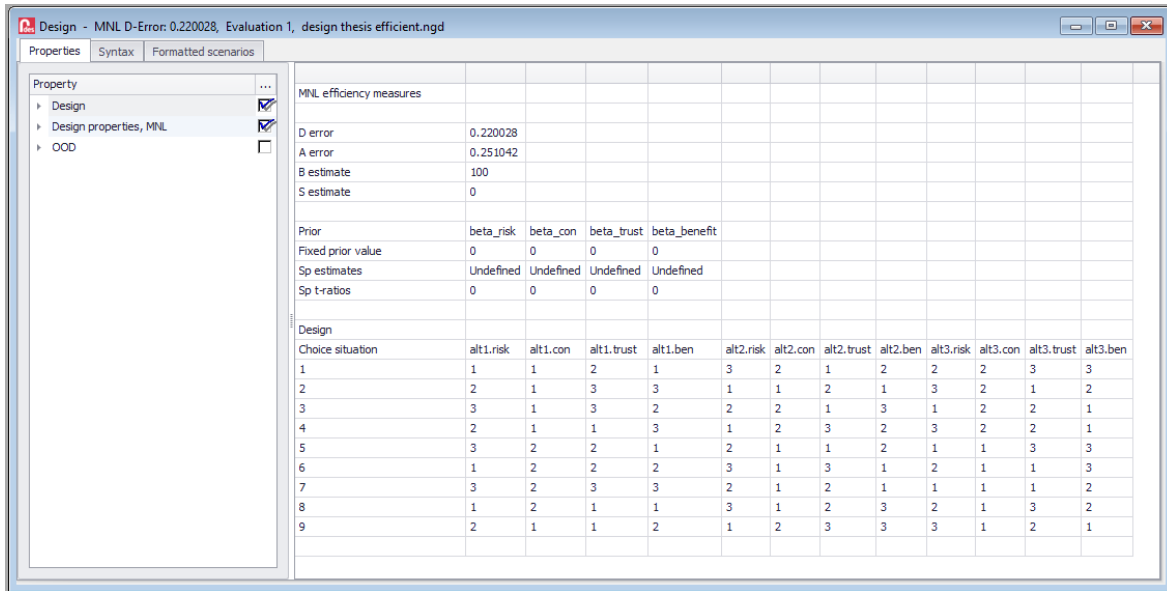 Design - MNL D-Error: 0.220028, Evaluation 1, design thesis efficient.ngd
Properties Syntax Formatted scenarios
Property ...
Design
Design properties, MNL
OOD
MNL efficiency measures
D error 0.220028
A error 0.251042
B estimate 100
S estimate 0
Prior beta_risk beta_con beta_trust beta_benefit
Fixed prior value 0 0 0 0
Sp estimates Undefined Undefined Undefined Undefined
Sp t-ratios 0 0 0 0
Design
Choice situation alt1.risk alt1.con alt1.trust alt1.ben alt2.risk alt2.con alt2.trust alt2.ben alt3.risk alt3.con alt3.trust alt3.ben
1 1 1 2 1 3 2 1 2 2 2 3 3
2 2 1 3 3 1 1 2 1 3 2 1 2
3 3 1 3 2 2 2 1 3 1 2 2 1
4 2 1 1 3 1 2 3 2 3 2 2 1
5 3 2 2 1 2 1 1 2 1 1 3 3
6 1 2 2 2 3 1 3 1 2 1 1 3
7 3 2 3 3 2 1 2 1 1 1 1 2
8 1 2 1 1 3 1 2 3 2 1 3 2
9 2 1 1 2 1 2 3 3 3 1 2 1